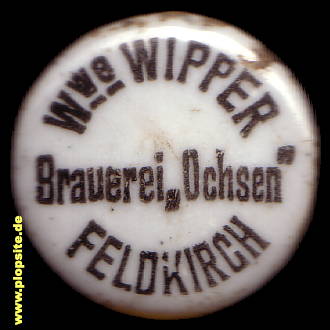 Wwe WIPPER
Brauerei „Ochsen“
FELDKIRCH
www.plopsite.de